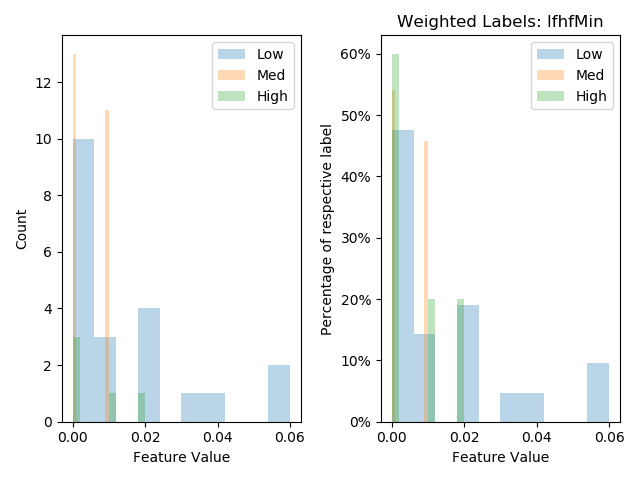 Low
Med
High
12
10
8
6
4
2
0
Count
0.00 0.02 0.04 0.06
Feature Value
Weighted Labels: lfhfMin
Low
Med
High
60%
50%
40%
30%
20%
10%
0%
Percentage of respective label
0.00 0.02 0.04 0.06
Feature Value